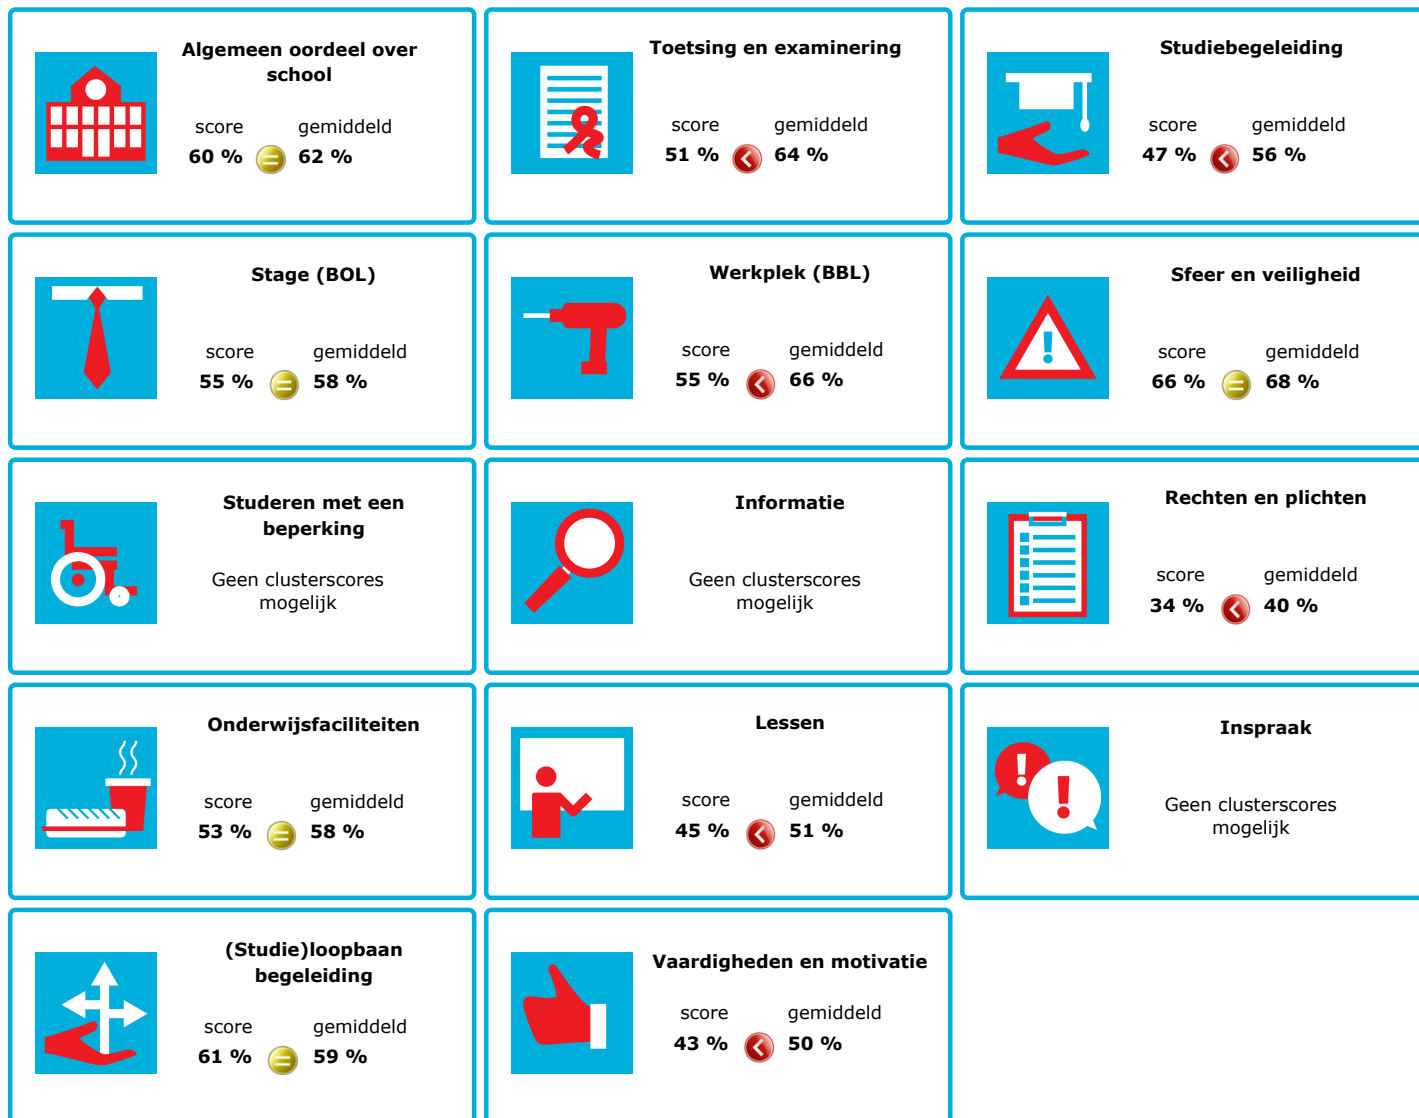 Algemeen oordeel over
school
score gemiddeld
60 % 62 %
Toetsing en examinering
score gemiddeld
51 % 64 %
Studiebegeleiding
score gemiddeld
47 % 56 %
Stage (BOL)
score gemiddeld
55 % 58 %
Werkplek (BBL)
score gemiddeld
55 % 66 %
Sfeer en veiligheid
score gemiddeld
66 % 68 %
Studeren met een
beperking
Geen clusterscores
mogelijk
Informatie
Geen clusterscores
mogelijk
Rechten en plichten
score gemiddeld
34 % 40 %
Onderwijsfaciliteiten
score gemiddeld
53 % 58 %
Lessen
score gemiddeld
45 % 51 %
Inspraak
Geen clusterscores
mogelijk
(Studie)loopbaan
begeleiding
score gemiddeld
61 % 59 %
Vaardigheden en motivatie
score gemiddeld
43 % 50 %